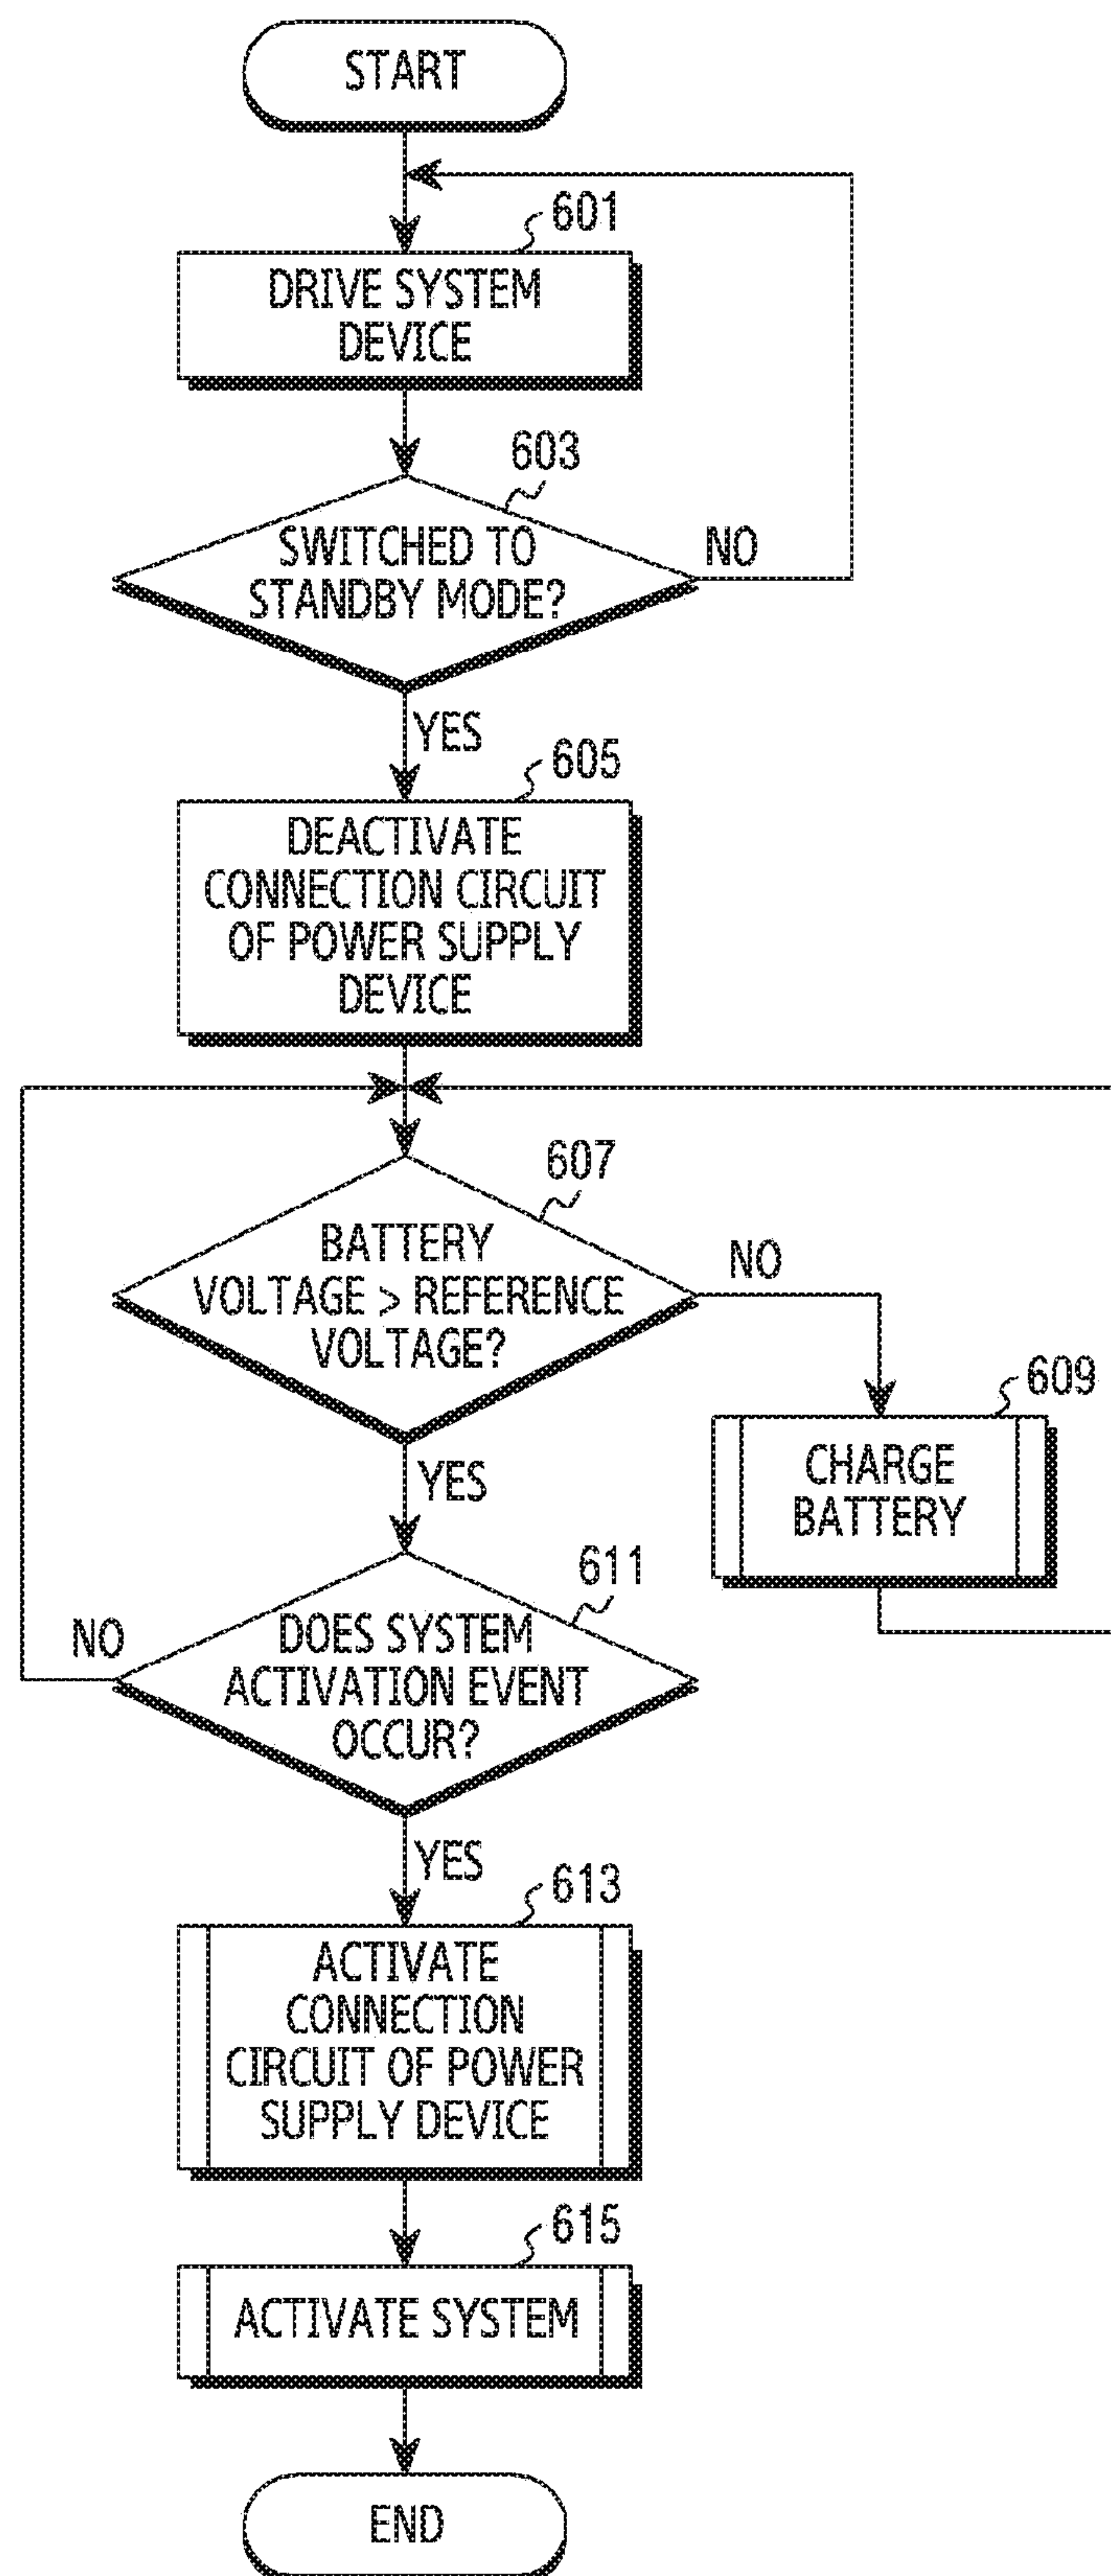 START
601
DRIVE SYSTEM
DEVICE
603
SWITCHED TO
STANDBY MODE?
NO
YES
605
DEACTIVATE
CONNECTION CIRCUIT
OF POWER SUPPLY
DEVICE
607
BATTERY
VOLTAGE > REFERENCE
VOLTAGE?
NO
609
CHARGE
BATTERY
YES
611
DOES SYSTEM
ACTIVATION EVENT
OCCUR?
NO
YES
613
ACTIVATE
CONNECTION
CIRCUIT OF POWER
SUPPLY DEVICE
615
ACTIVATE SYSTEM
END